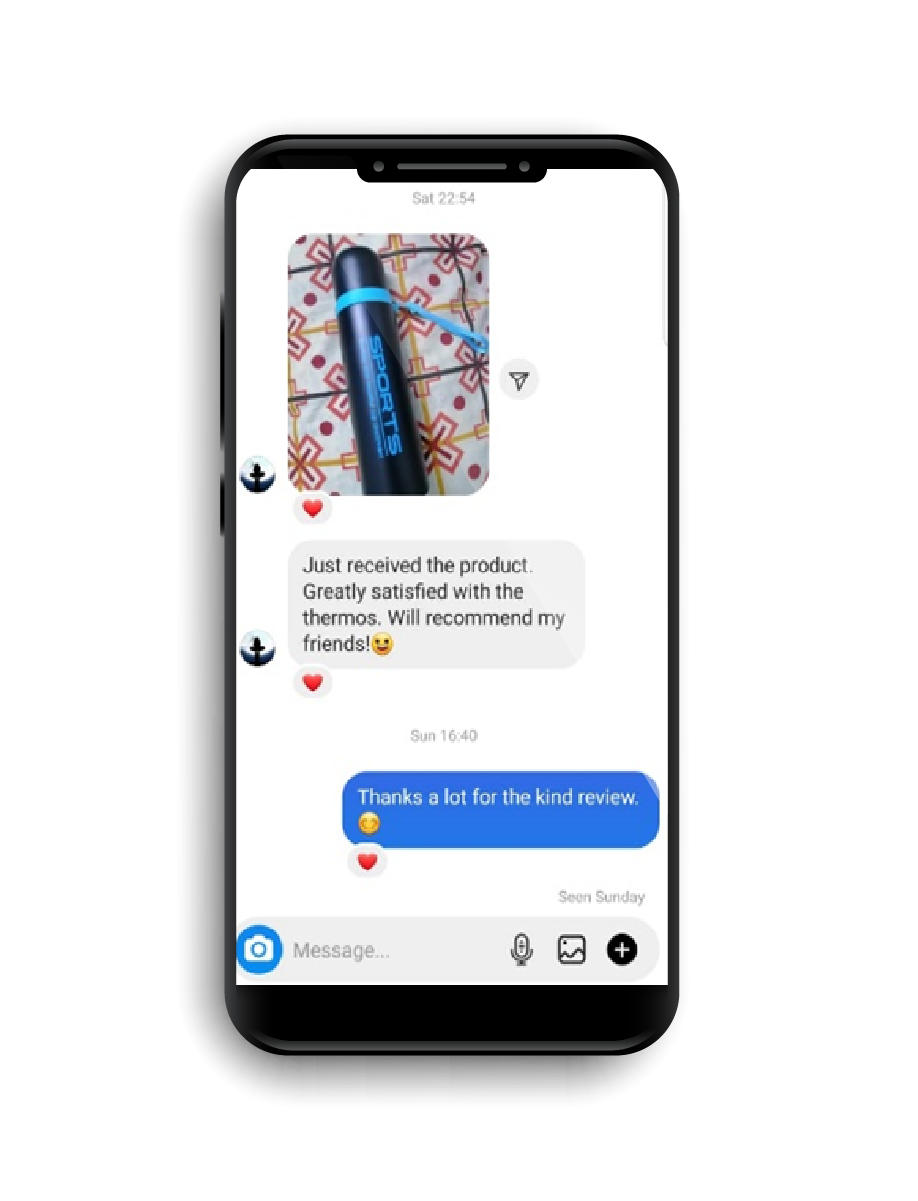 Sat 22:54
SPORTS
Just received the product.
Greatly satisfied with the
thermos. Will recommend my
friends!😀
Sun 16:40
Thanks a lot for the kind review.
😊
Seen Sunday
Message...